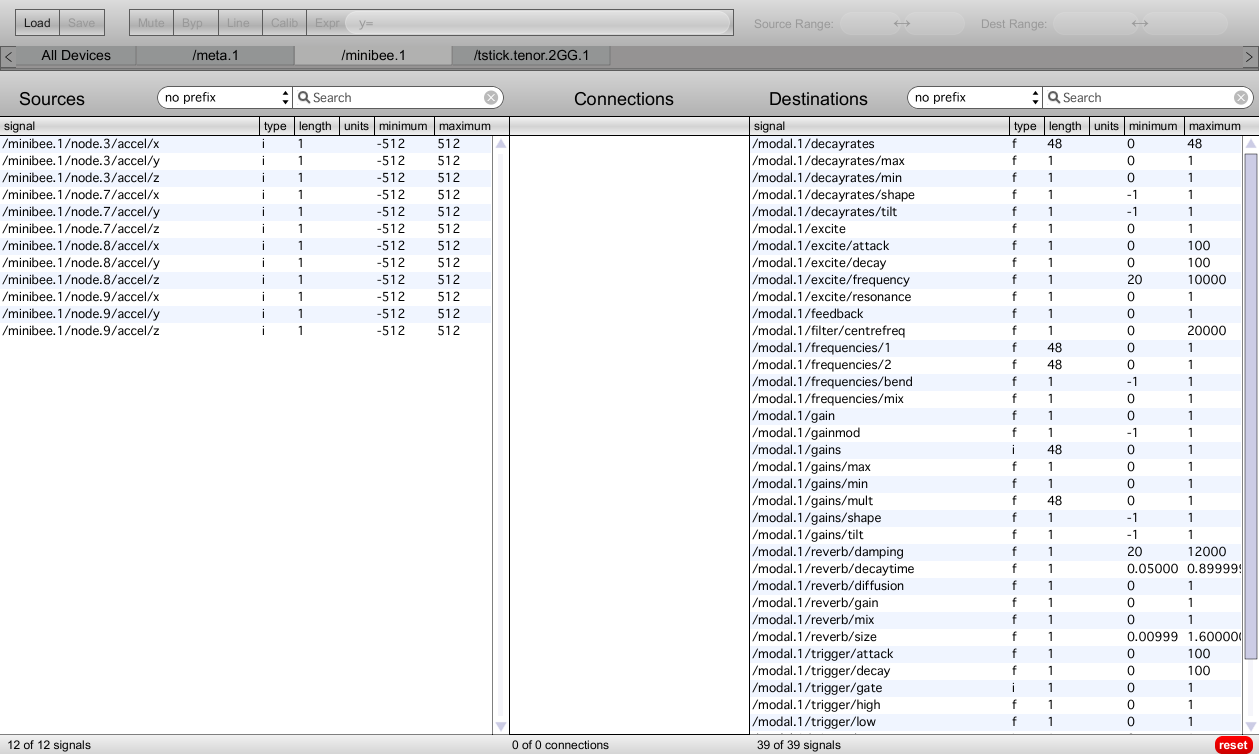 Load Save Mute Byp Line Calib Expr y= Source Range: ↔ Dest Range: ↔
< All Devices /meta.1 /minibee.1 /tstick.tenor.2GG.1 >
Sources no prefix Search Connections Destinations no prefix Search
signal type length units minimum maximum signal type length units minimum maximum
/minibee.1/node.3/accel/x i 1 -512 512 /modal.1/decayrates f 48 0 48
/minibee.1/node.3/accel/y i 1 -512 512 /modal.1/decayrates/max f 1 0 1
/minibee.1/node.3/accel/z i 1 -512 512 /modal.1/decayrates/min f 1 0 1
/minibee.1/node.7/accel/x i 1 -512 512 /modal.1/decayrates/shape f 1 -1 1
/minibee.1/node.7/accel/y i 1 -512 512 /modal.1/decayrates/tilt f 1 -1 1
/minibee.1/node.7/accel/z i 1 -512 512 /modal.1/excite f 1 0 1
/minibee.1/node.8/accel/x i 1 -512 512 /modal.1/excite/attack f 1 0 100
/minibee.1/node.8/accel/y i 1 -512 512 /modal.1/excite/decay f 1 0 100
/minibee.1/node.8/accel/z i 1 -512 512 /modal.1/excite/frequency f 1 20 10000
/minibee.1/node.9/accel/x i 1 -512 512 /modal.1/excite/resonance f 1 0 1
/minibee.1/node.9/accel/y i 1 -512 512 /modal.1/feedback f 1 0 1
/minibee.1/node.9/accel/z i 1 -512 512 /modal.1/filter/centrefreq f 1 0 20000
/modal.1/frequencies/1 f 48 0 1
/modal.1/frequencies/2 f 48 0 1
/modal.1/frequencies/bend f 1 -1 1
/modal.1/frequencies/mix f 1 0 1
/modal.1/gain f 1 0 1
/modal.1/gainmod f 1 -1 1
/modal.1/gains i 48 0 1
/modal.1/gains/max f 1 0 1
/modal.1/gains/min f 1 0 1
/modal.1/gains/mult f 48 0 1
/modal.1/gains/shape f 1 -1 1
/modal.1/gains/tilt f 1 -1 1
/modal.1/reverb/damping f 1 20 12000
/modal.1/reverb/decaytime f 1 0.05000 0.89999
/modal.1/reverb/diffusion f 1 0 1
/modal.1/reverb/gain f 1 0 1
/modal.1/reverb/mix f 1 0 1
/modal.1/reverb/size f 1 0.00999 1.60000
/modal.1/trigger/attack f 1 0 100
/modal.1/trigger/decay f 1 0 100
/modal.1/trigger/gate i 1 0 1
/modal.1/trigger/high f 1 0 1
/modal.1/trigger/low f 1 0 1
12 of 12 signals 0 of 0 connections 39 of 39 signals reset